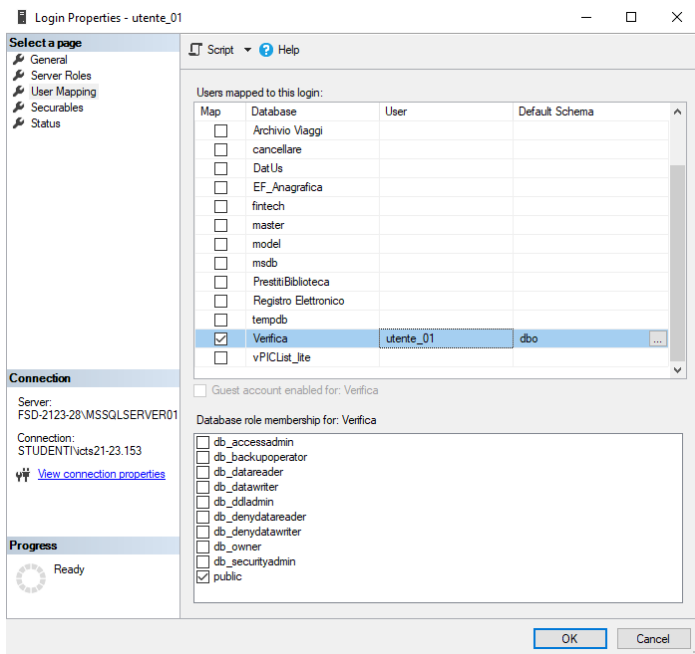 Login Properties - utente_01
Select a page
General
Server Roles
User Mapping
Securables
Status
Script
Help
Users mapped to this login:
Map Database User Default Schema
Archivio Viaggi
cancellare
DatUs
EF_Anagrafica
fintech
master
model
msdb
PrestitiBiblioteca
Registro Elettronico
tempdb
Verifica utente_01 dbo ...
vPICList_lite
Guest account enabled for: Verifica
Database role membership for: Verifica
db_accessadmin
db_backupoperator
db_datareader
db_datawriter
db_ddladmin
db_denydatareader
db_denydatawriter
db_owner
db_securityadmin
public
Connection
Server:
FSD-2123-28\MSSQLSERVER01
Connection:
STUDENTI\icts21-23.153
View connection properties
Progress
Ready
OK Cancel